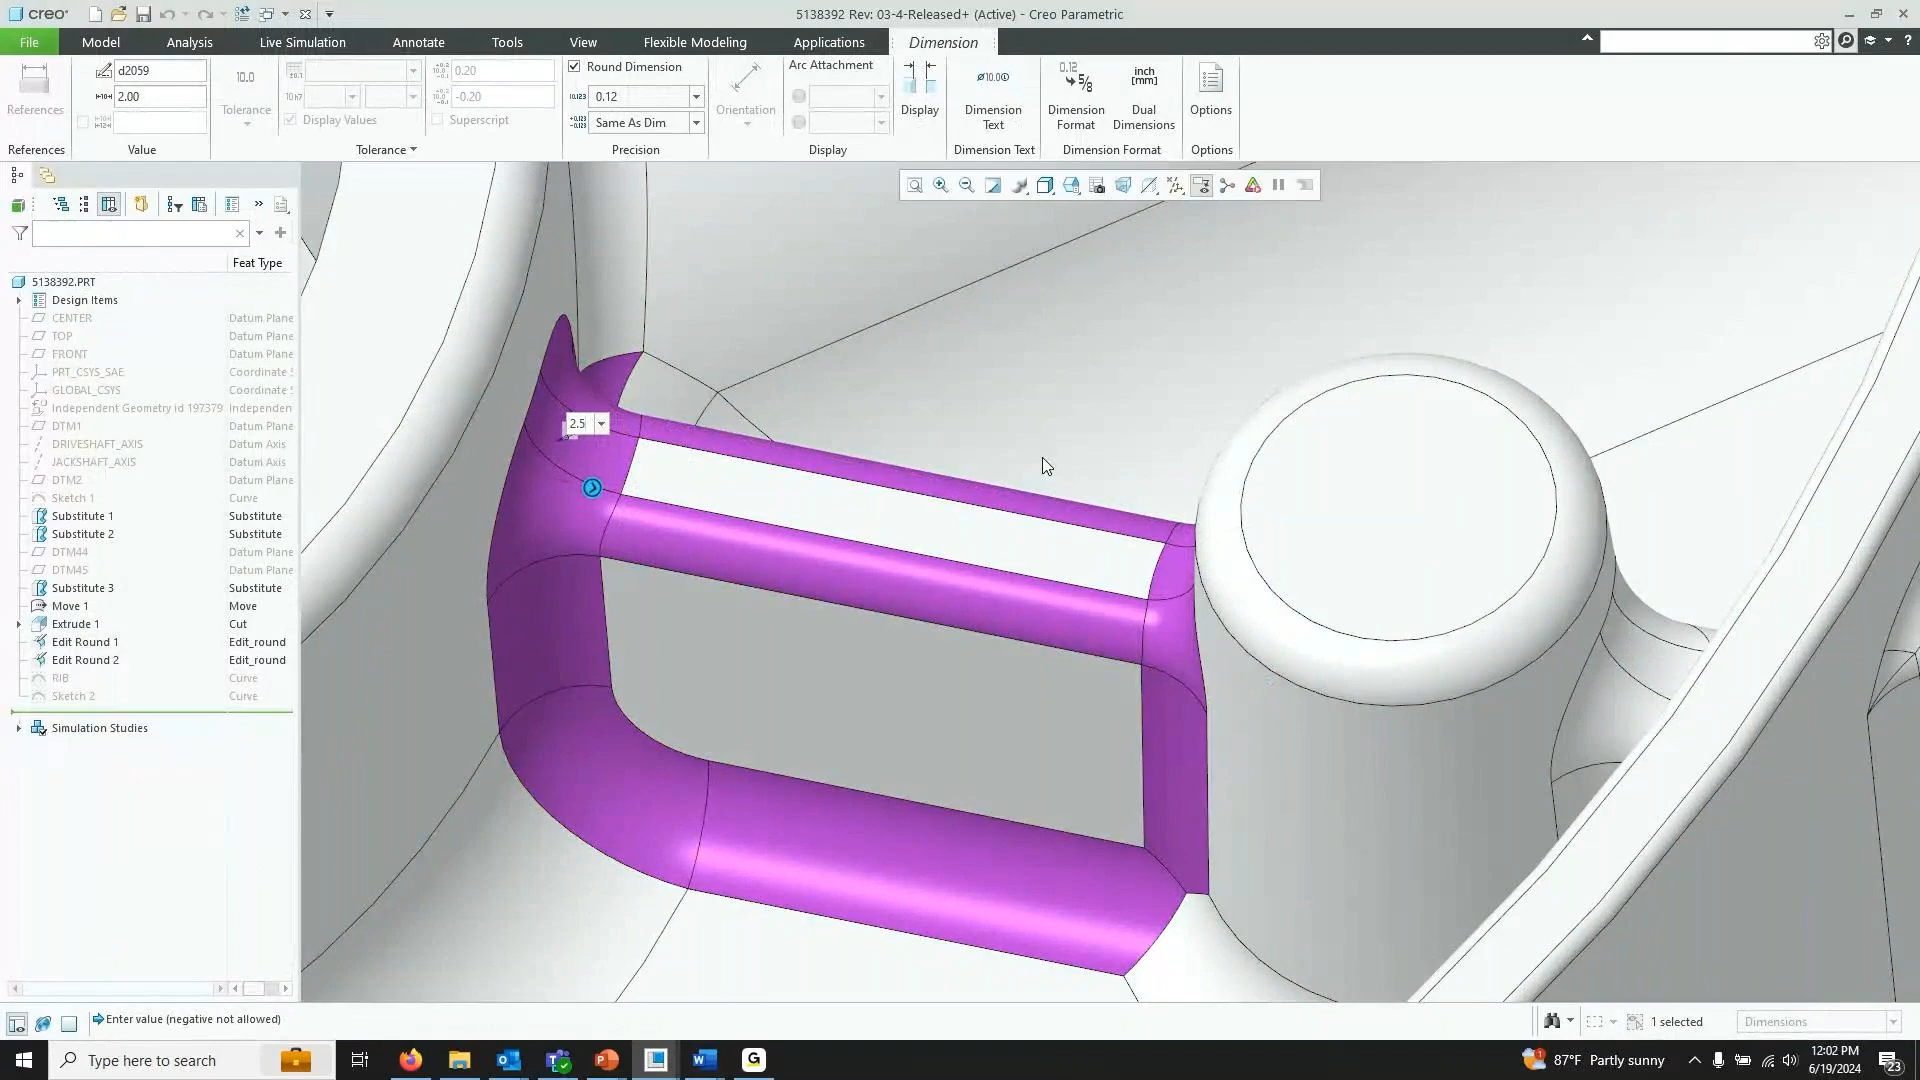 creo
5138392 Rev: 03-4-Released+ (Active) - Creo Parametric
File
Model
Analysis
Live Simulation
Annotate
Tools
View
Flexible Modeling
Applications
Dimension
References
References
d2059
2.00
Value
10.0
Tolerance
Display Values
0.20
-0.20
Superscript
Tolerance
Round Dimension
0.12
Same As Dim
Precision
Orientation
Arc Attachment
Display
Display
Dimension
Text
Dimension Text
Dimension
Format
inch
[mm]
Dual
Dimensions
Dimension Format
Options
Options
Feat Type
5138392.PRT
Design Items
CENTER Datum Plane
TOP Datum Plane
FRONT Datum Plane
PRT_CSYS_SAE Coordinate
GLOBAL_CSYS Coordinate
Independent Geometry id 197379 Independen
DTM1 Datum Plane
DRIVESHAFT_AXIS Datum Axis
JACKSHAFT_AXIS Datum Axis
DTM2 Datum Plane
Sketch 1 Curve
Substitute 1 Substitute
Substitute 2 Substitute
DTM44 Datum Plane
DTM45 Datum Plane
Substitute 3 Substitute
Move 1 Move
Extrude 1 Cut
Edit Round 1 Edit_round
Edit Round 2 Edit_round
RIB Curve
Sketch 2 Curve
Simulation Studies
2.5
Enter value (negative not allowed)
1 selected
Dimensions
Type here to search
87°F Partly sunny
12:02 PM
6/19/2024
23